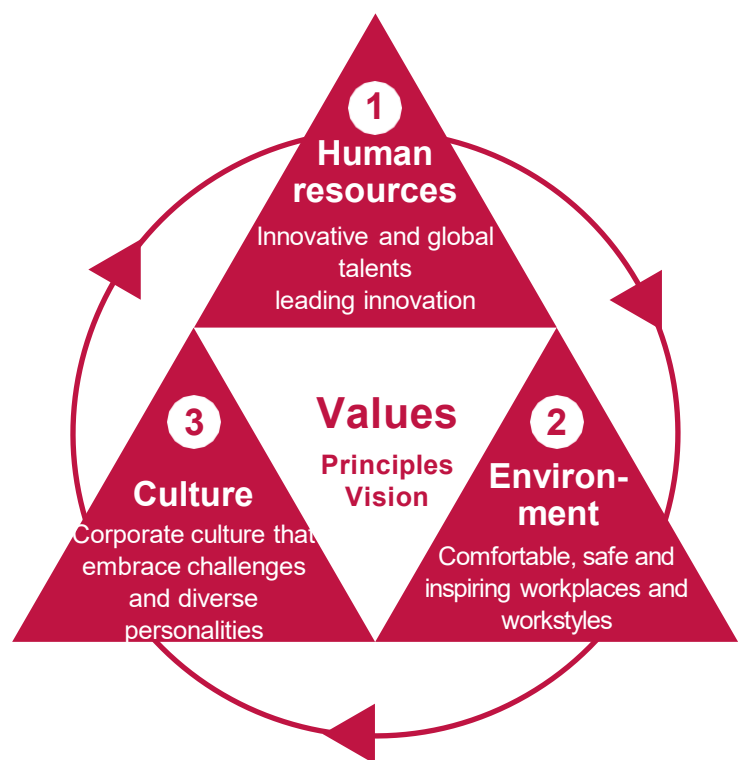 1
Human
resources
Innovative and global
talents
leading innovation
Values
Principles
Vision
2
Environ-
ment
Comfortable, safe and
inspiring workplaces and
workstyles
3
Culture
Corporate culture that
embrace challenges
and diverse
personalities